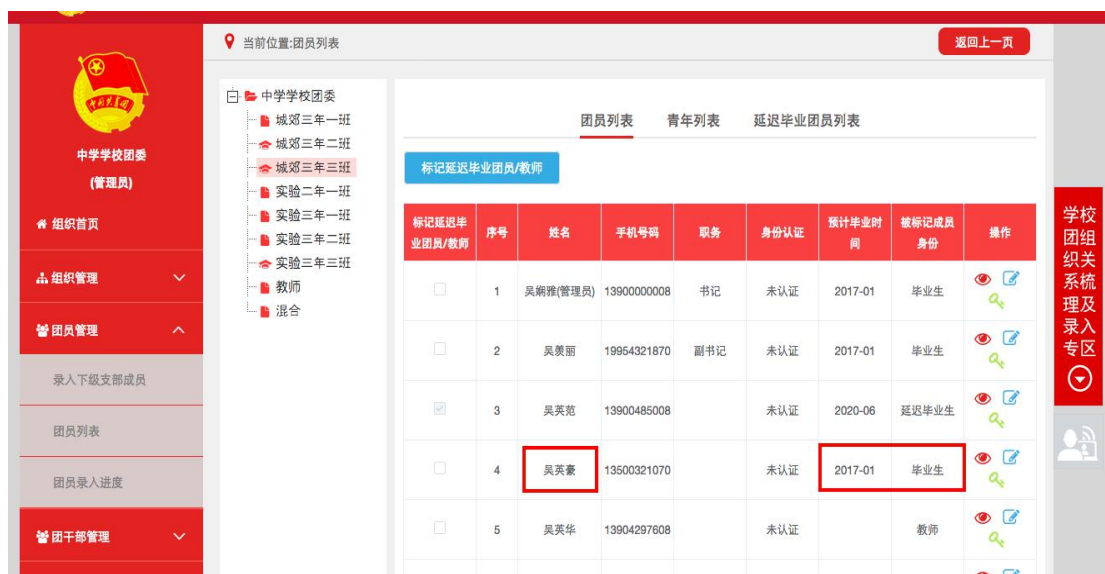 当前位置:团员列表
返回上一页
中学学校团委
(管理员)
组织首页
组织管理
团员管理
录入下级支部成员
团员列表
团员录入进度
团干部管理
中学学校团委
城郊三年一班
城郊三年二班
城郊三年三班
实验二年一班
实验三年一班
实验三年二班
实验三年三班
教师
混合
团员列表 青年列表 延迟毕业团员列表
标记延迟毕业团员/教师
标记延迟毕业团员/教师 序号 姓名 手机号码 职务 身份认证 预计毕业时间 被标记成员身份 操作
1 吴娴雅(管理员) 13900000008 书记 未认证 2017-01 毕业生
2 吴羡丽 19954321870 副书记 未认证 2017-01 毕业生
3 吴英范 13900485008 未认证 2020-06 延迟毕业生
4 吴英豪 13500321070 未认证 2017-01 毕业生
5 吴英华 13904297608 未认证 教师
学校
团组
织关
系梳
理及
录入
专区